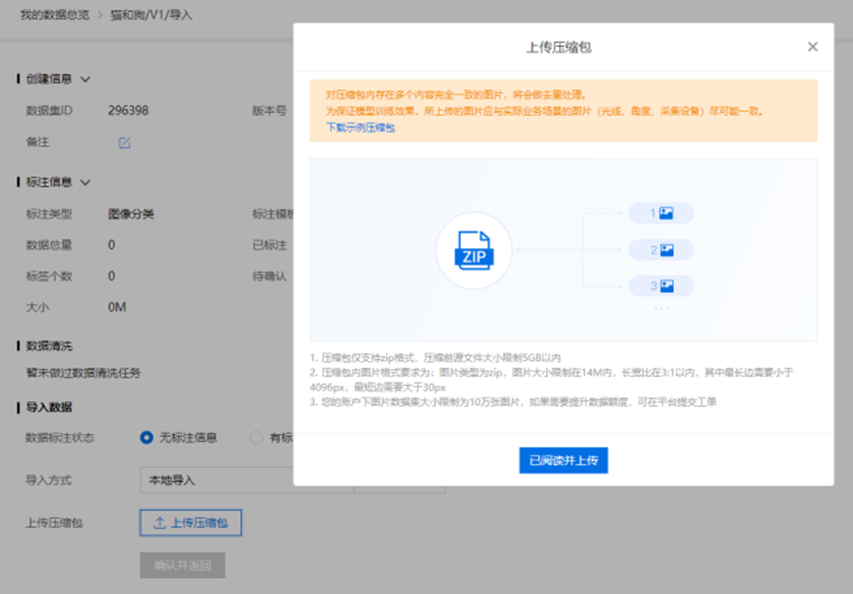 我的数据总览 > 猫和狗/V1/导入
创建信息
数据集ID 296398 版本号
备注
标注信息
标注类型 图像分类 标注模板
数据总量 0 已标注
标签个数 0 待确认
大小 0M
数据清洗
暂未做过数据清洗任务
导入数据
数据标注状态 无标注信息 有标
导入方式 本地导入
上传压缩包 上传压缩包
确认并返回
上传压缩包
对压缩包内存在多个内容完全一致的图片，将会做去重处理。
为保证模型训练效果，所上传的图片应与实际业务场景的图片（光线、角度、采集设备）尽可能一致。
下载示例压缩包
ZIP
1
2
3
...
1. 压缩包仅支持zip格式，压缩前源文件大小限制5GB以内
2. 压缩包内图片格式要求为：图片类型为zip，图片大小限制在14M内，长宽比在3:1以内，其中最长边需要小于
4096px，最短边需要大于30px
3. 您的账户下图片数据集大小限制为10万张图片，如果需要提升数据额度，可在平台提交工单
已阅读并上传